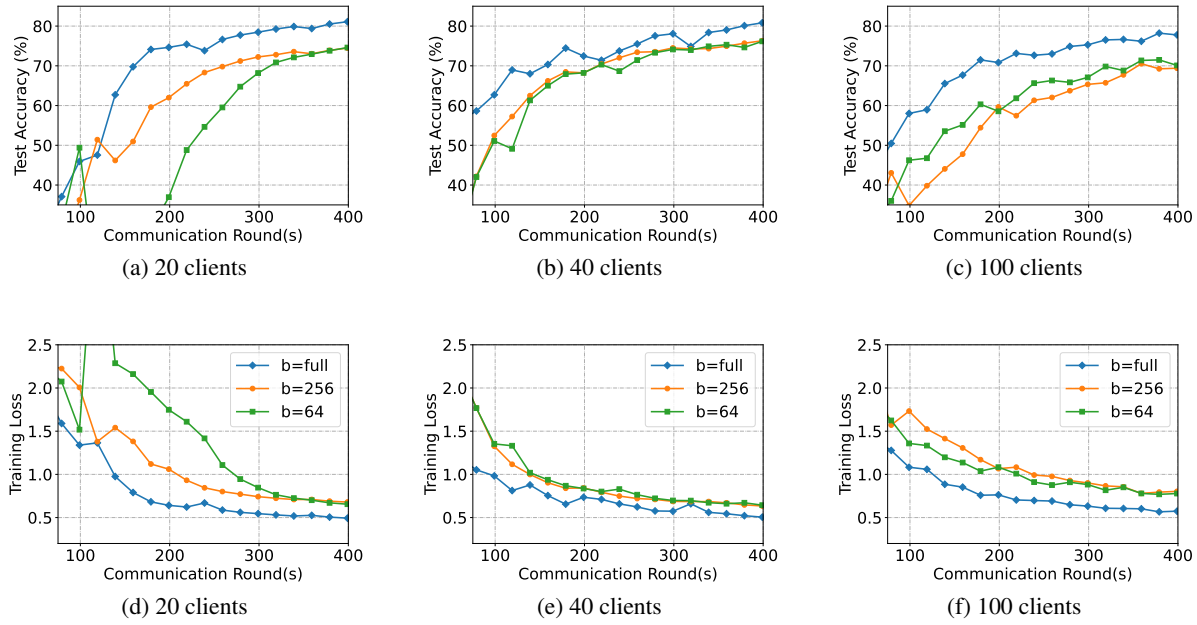 Test Accuracy (%)
80
70
60
50
40
100 200 300 400
Communication Round(s)
(a) 20 clients
Test Accuracy (%)
80
70
60
50
40
100 200 300 400
Communication Round(s)
(b) 40 clients
Test Accuracy (%)
80
70
60
50
40
100 200 300 400
Communication Round(s)
(c) 100 clients
Training Loss
2.5
2.0
1.5
1.0
0.5
b=full
b=256
b=64
100 200 300 400
Communication Round(s)
(d) 20 clients
Training Loss
2.5
2.0
1.5
1.0
0.5
b=full
b=256
b=64
100 200 300 400
Communication Round(s)
(e) 40 clients
Training Loss
2.5
2.0
1.5
1.0
0.5
b=full
b=256
b=64
100 200 300 400
Communication Round(s)
(f) 100 clients